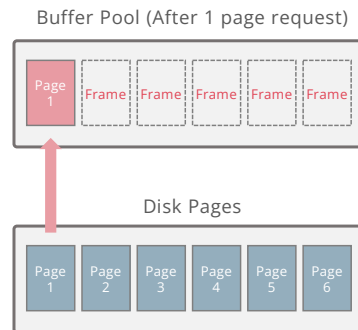 Buffer Pool (After 1 page request)
Page
1
Frame Frame Frame Frame Frame
Disk Pages
Page Page Page Page Page Page
1 2 3 4 5 6